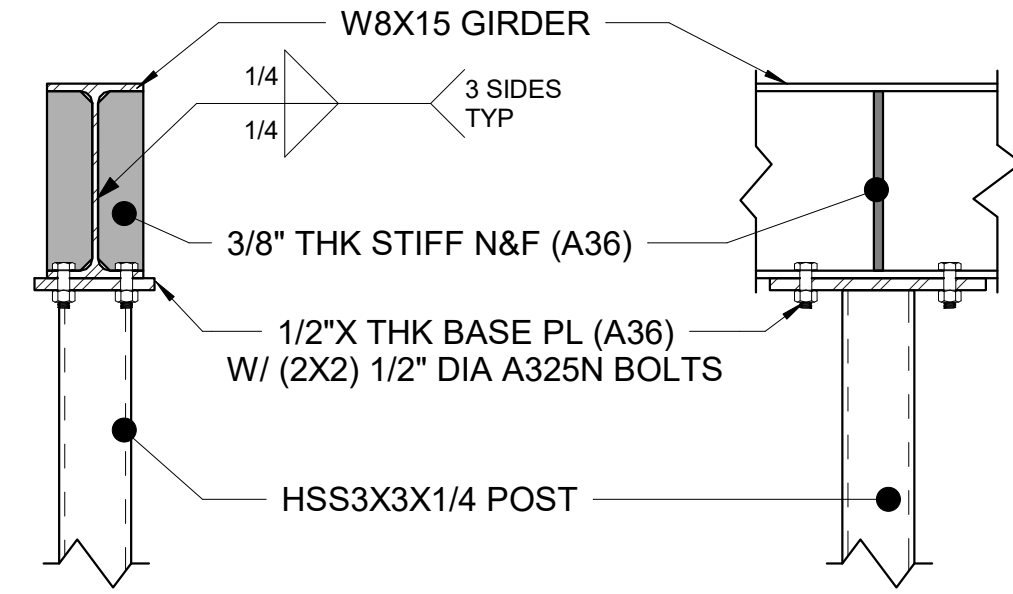 W8X15 GIRDER
1/4
1/4
3 SIDES
TYP
3/8" THK STIFF N&F (A36)
1/2"X THK BASE PL (A36)
W/ (2X2) 1/2" DIA A325N BOLTS
HSS3X3X1/4 POST